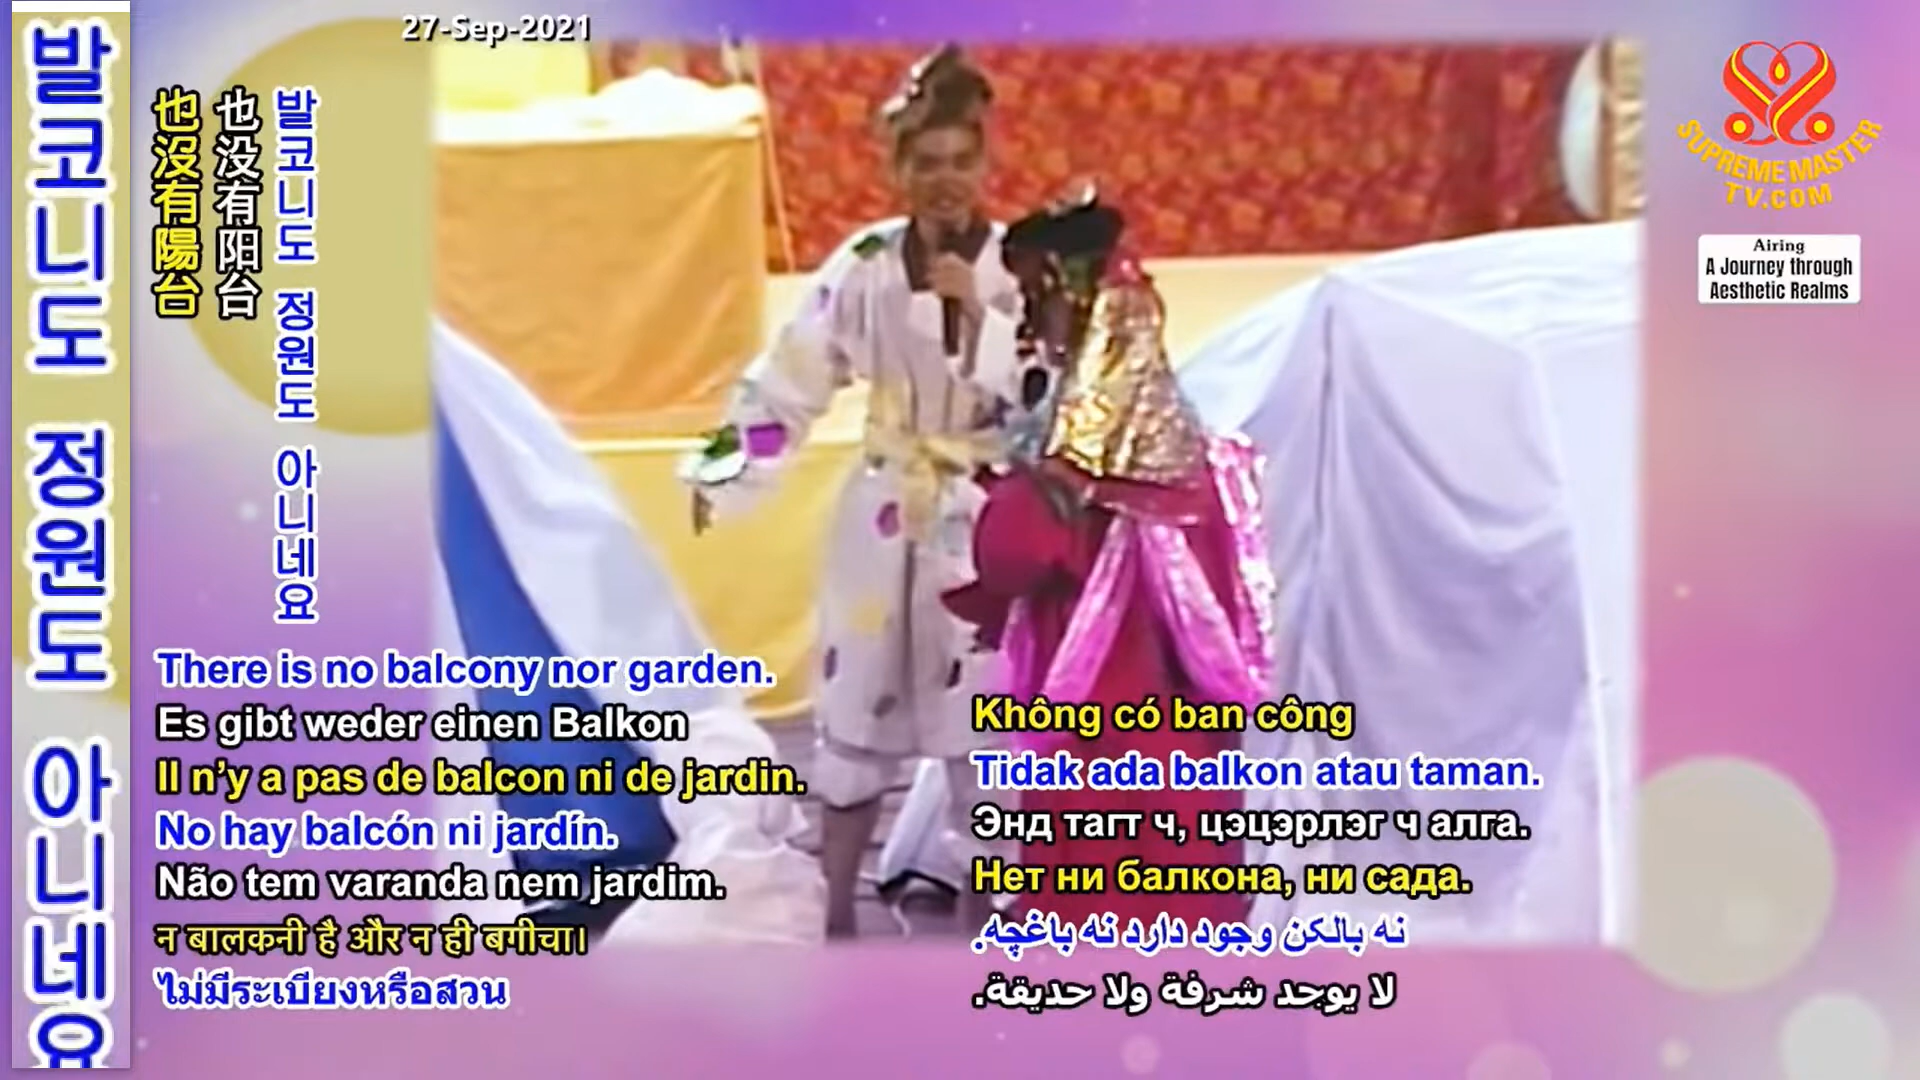 27-Sep-2021
발코니도 정원도 아니네요
발코니도 정원도 아니네요
也没有阳台
也沒有陽台
There is no balcony nor garden.
Es gibt weder einen Balkon
Il n’y a pas de balcon ni de jardin.
No hay balcón ni jardín.
Não tem varanda nem jardim.
न बालकनी है और न ही बगीचा।
ไม่มีระเบียงหรือสวน
Không có ban công
Tidak ada balkon atau taman.
Энд тагт ч, цэцэрлэг ч алга.
Нет ни балкона, ни сада.
نه بالکن وجود دارد نه باغچه.
لا يوجد شرفة ولا حديقة.
SUPREME MASTER
TV.COM
Airing
A Journey through
Aesthetic Realms